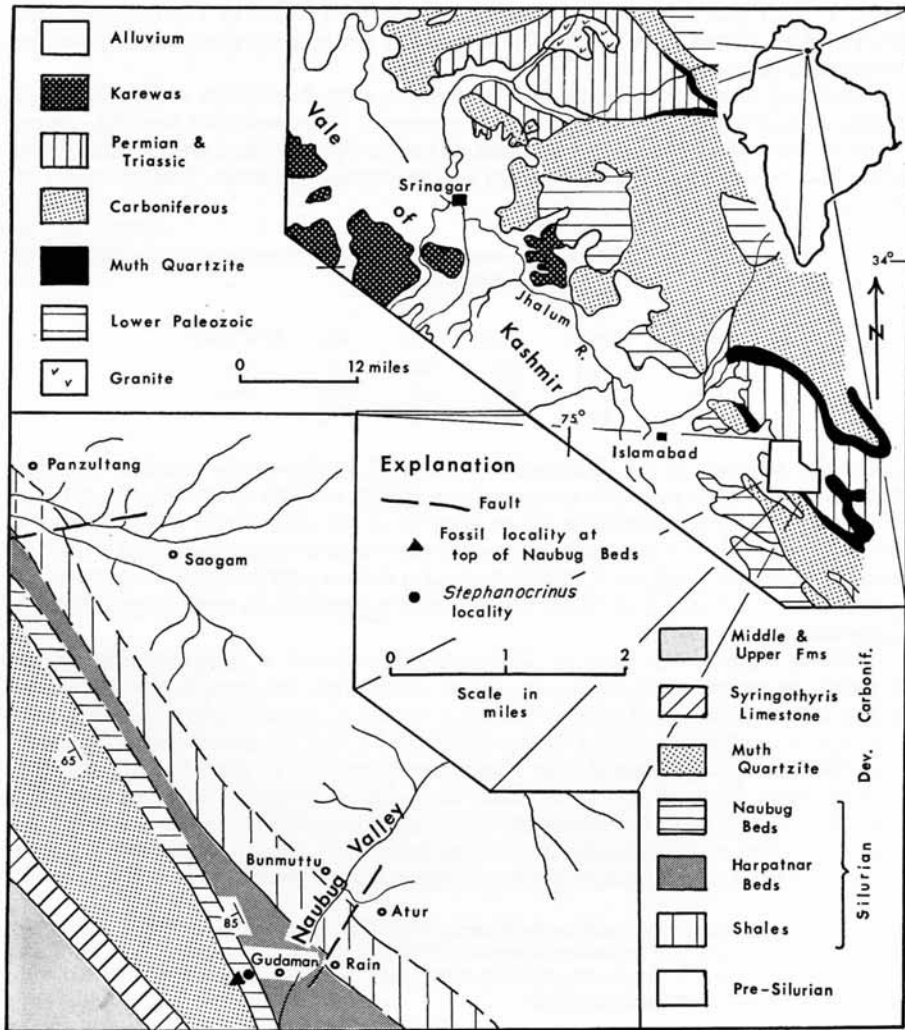 Alluvium
Karewas
Permian &
Triassic
Carboniferous
Muth Quartzite
Lower Paleozoic
Granite
0 12 miles
Vale
of
Kashmir
Srinagar
Jhalum
R.
Islamabad
75°
34°
N
Explanation
Fault
Fossil locality at
top of Naubug Beds
Stephanocrinus
locality
0 1 2
Scale in
miles
Panzultang
Saogam
65
Bunmuttu
Naubug Valley
Atur
85
Gudaman
Rain
Middle &
Upper Fms
Syringothyris
Limestone
Carbonif.
Muth
Quartzite
Dev.
Naubug
Beds
Harpatnar
Beds
Shales
Silurian
Pre-Silurian